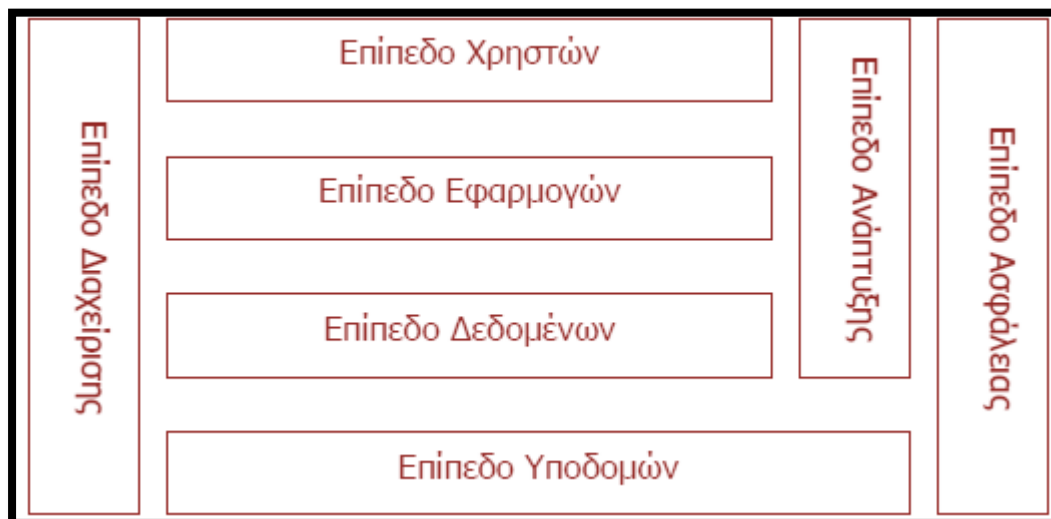 Επίπεδο Διαχείρισης
Επίπεδο Χρηστών
Επίπεδο Εφαρμογών
Επίπεδο Δεδομένων
Επίπεδο Υποδομών
Επίπεδο Ανάπτυξης
Επίπεδο Ασφάλειας